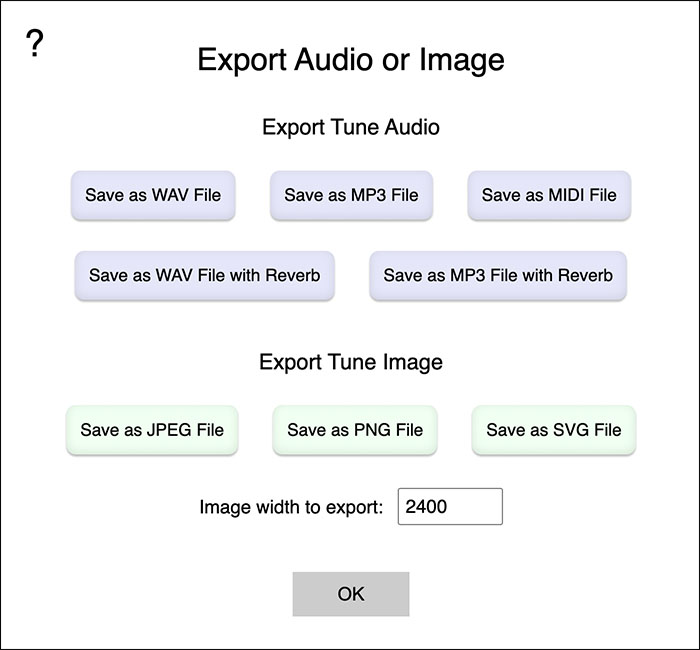 ?
Export Audio or Image
Export Tune Audio
Save as WAV File
Save as MP3 File
Save as MIDI File
Save as WAV File with Reverb
Save as MP3 File with Reverb
Export Tune Image
Save as JPEG File
Save as PNG File
Save as SVG File
Image width to export: 2400
OK